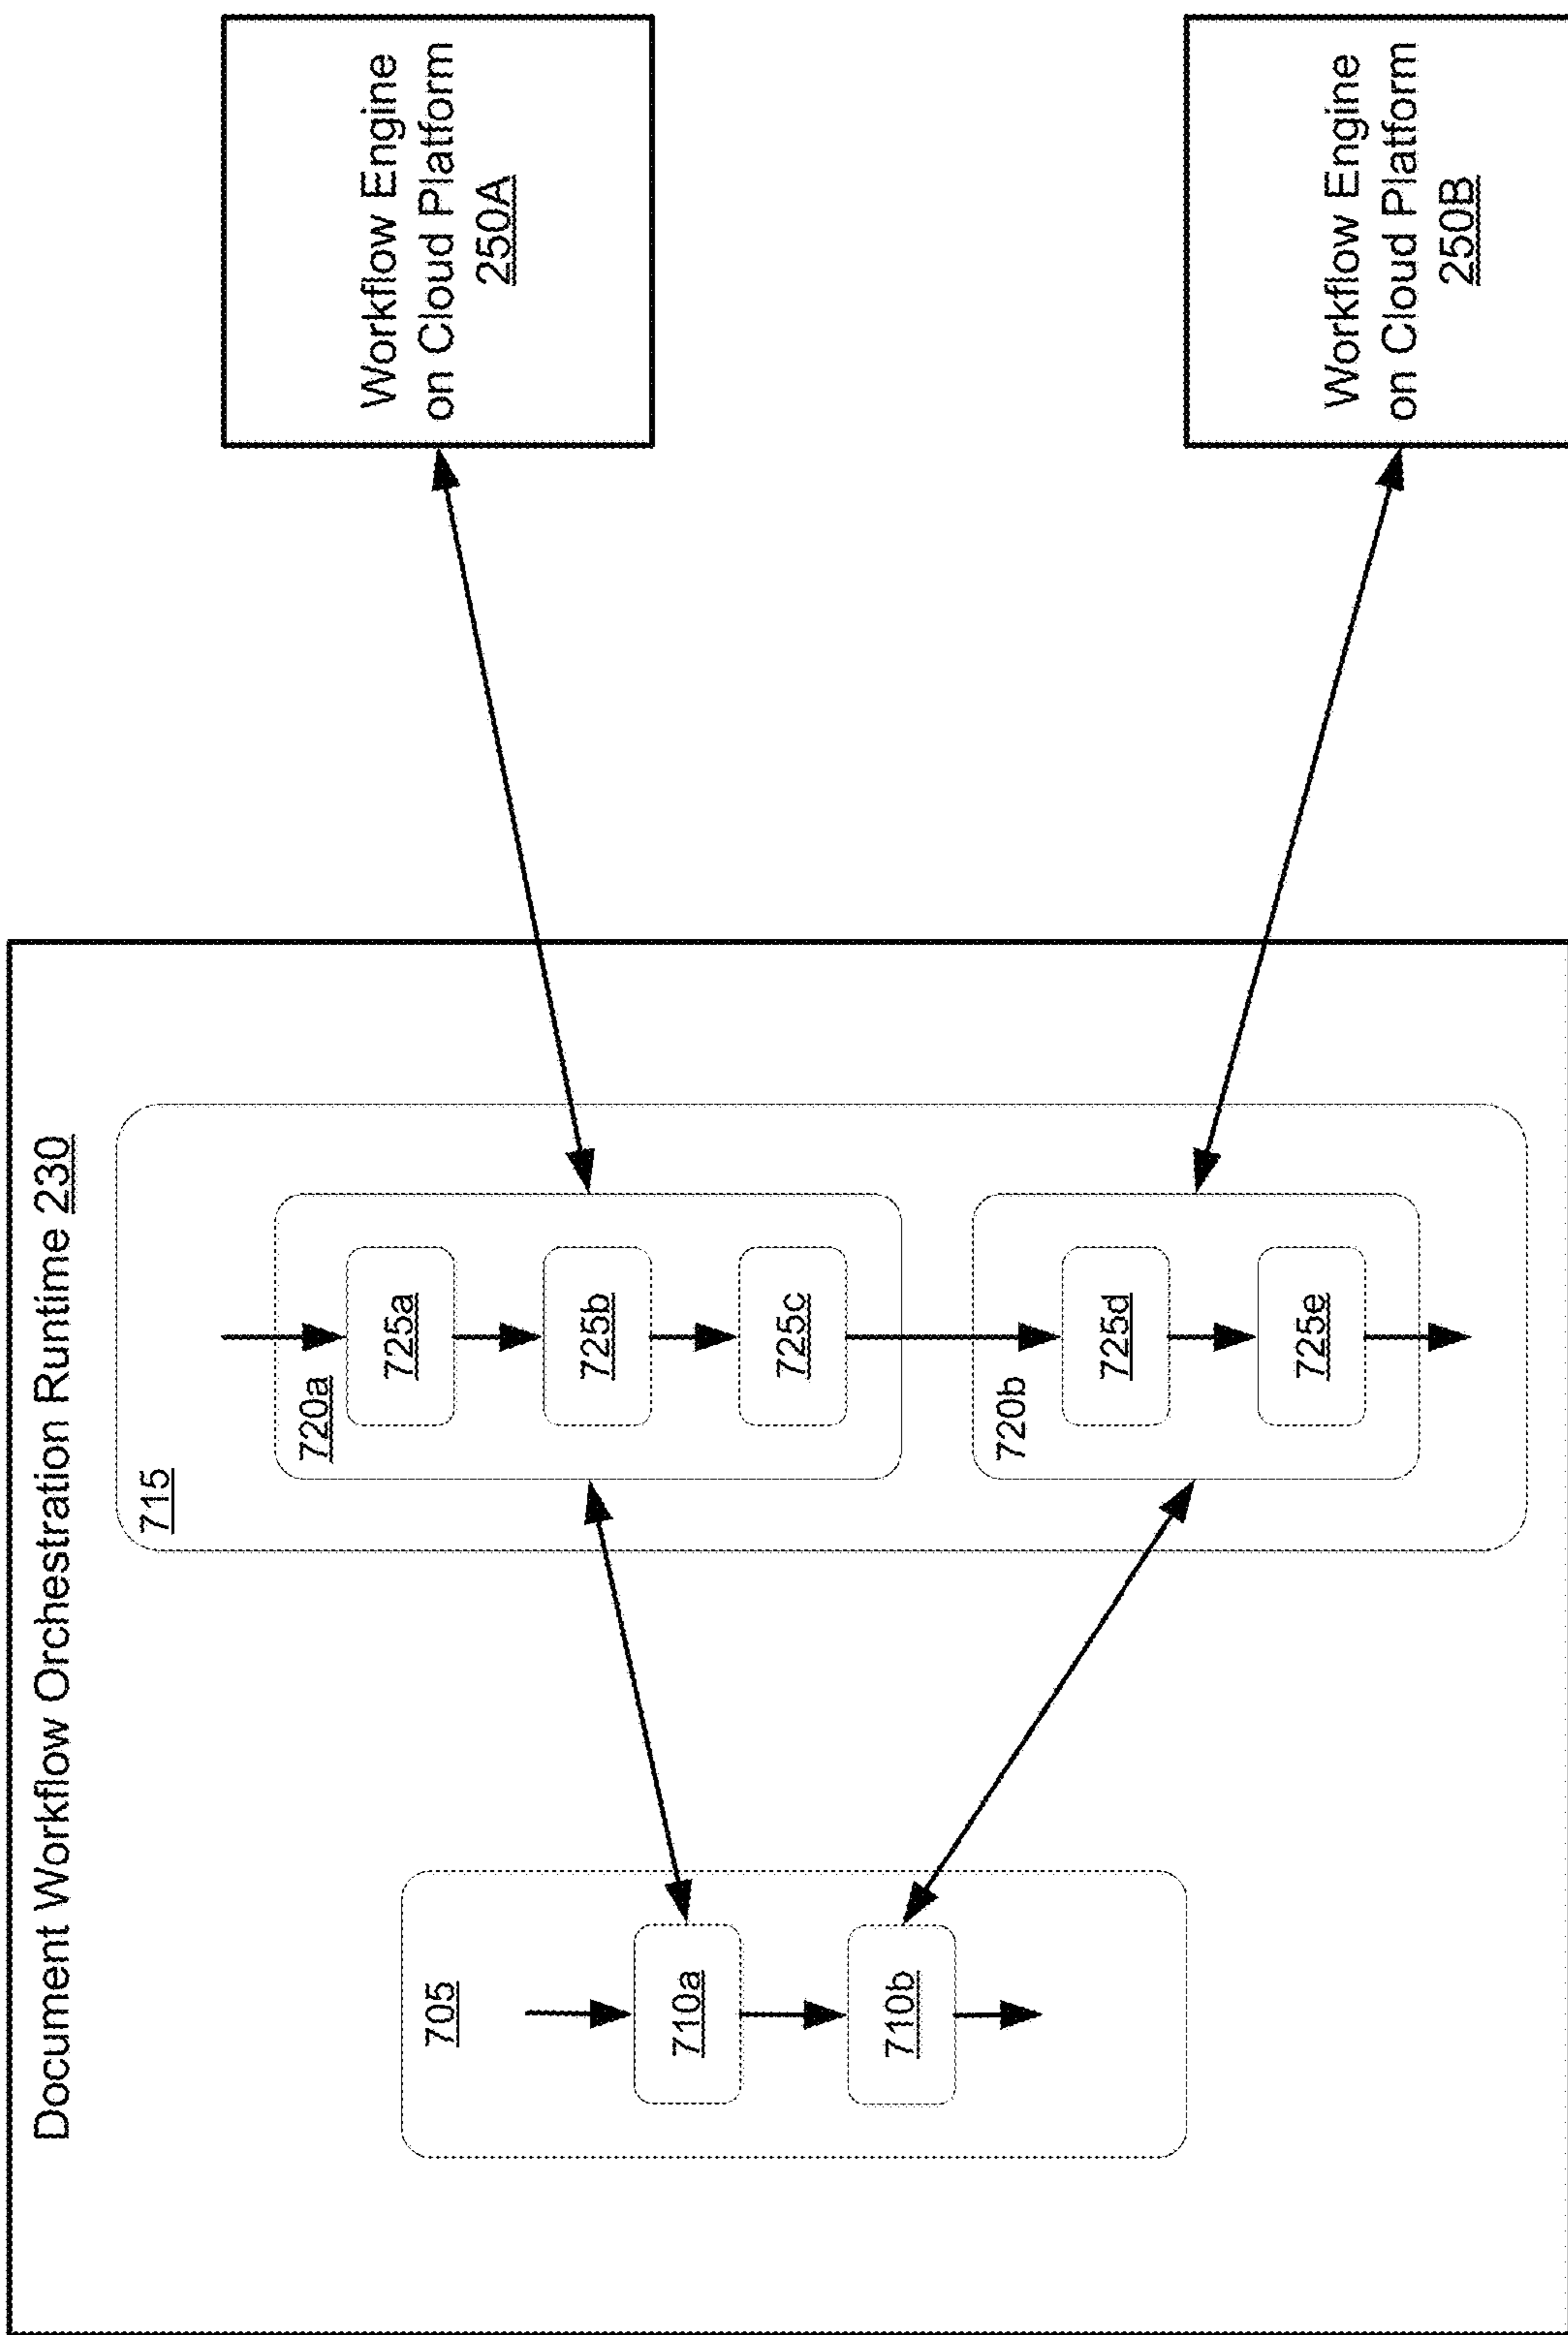 Document Workflow Orchestration Runtime 230
705
710a
710b
715
720a
725a
725b
725c
720b
725d
725e
Workflow Engine
on Cloud Platform
250A
Workflow Engine
on Cloud Platform
250B